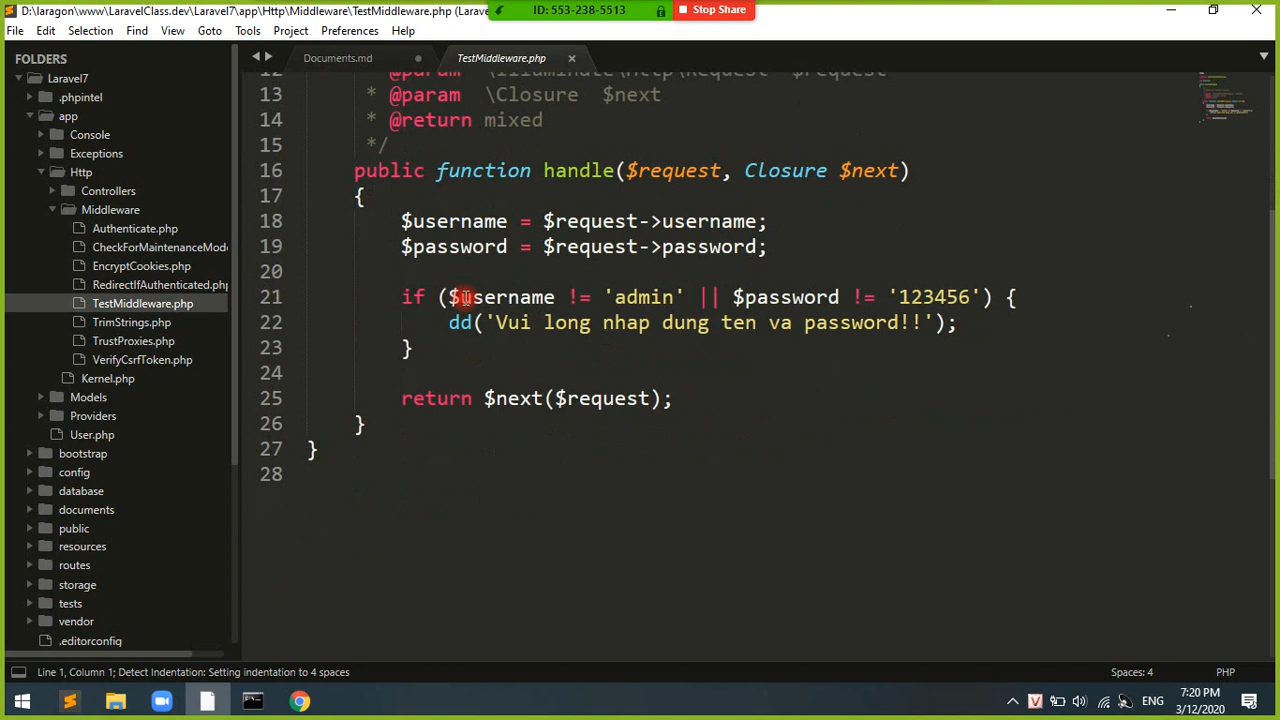 D:\laragon\www\LaravelClass.dev\Laravel7\app\Http\Middleware\TestMiddleware.php (Larave
ID: 553-238-5513
Stop Share
File Edit Selection Find View Goto Tools Project Preferences Help
FOLDERS
Laravel7
.phpintel
app
Console
Exceptions
Http
Controllers
Middleware
Authenticate.php
CheckForMaintenanceMode
EncryptCookies.php
RedirectIfAuthenticated.php
TestMiddleware.php
TrimStrings.php
TrustProxies.php
VerifyCsrfToken.php
Kernel.php
Models
Providers
User.php
bootstrap
config
database
documents
public
resources
routes
storage
tests
vendor
.editorconfig
Documents.md
TestMiddleware.php
12 * @param \Illuminate\Http\Request $request
13 * @param \Closure $next
14 * @return mixed
15 */
16 public function handle($request, Closure $next)
17 {
18 $username = $request->username;
19 $password = $request->password;
20
21 if ($username != 'admin' || $password != '123456') {
22 dd('Vui long nhap dung ten va password!!');
23 }
24
25 return $next($request);
26 }
27 }
28
Line 1, Column 1; Detect Indentation: Setting indentation to 4 spaces
Spaces: 4
PHP
V
ENG
7:20 PM
3/12/2020